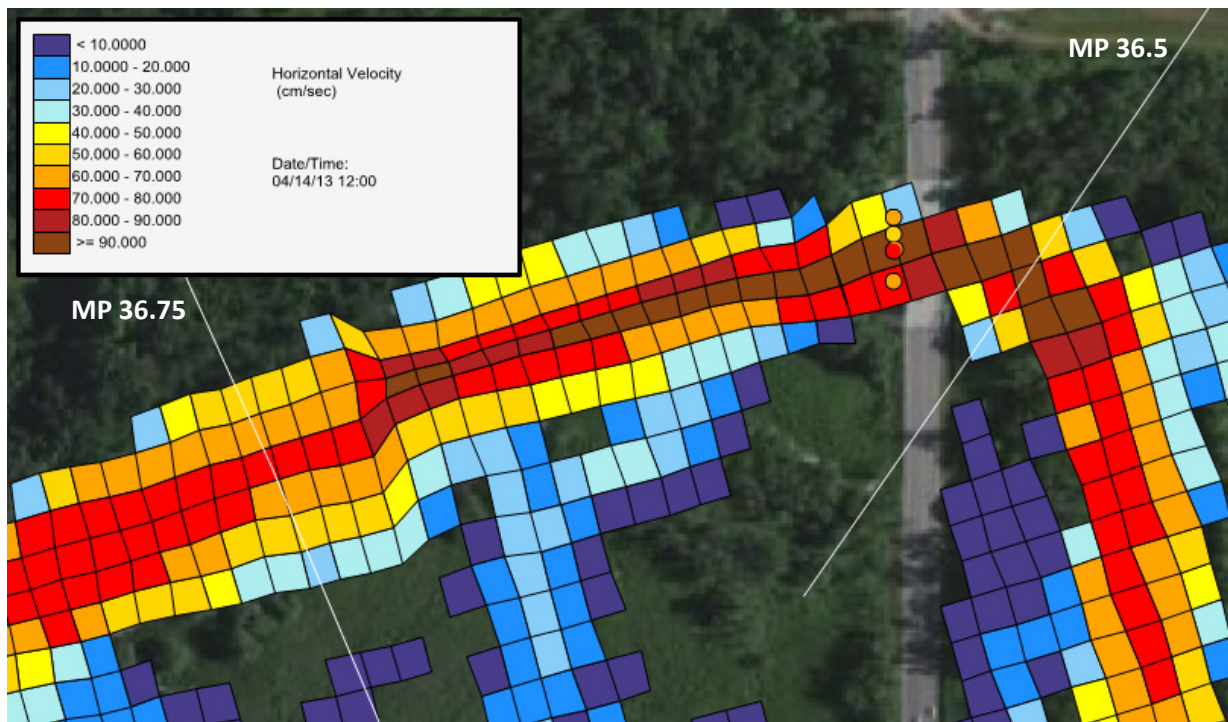 < 10.0000
10.0000 - 20.000
20.000 - 30.000
30.000 - 40.000
40.000 - 50.000
50.000 - 60.000
60.000 - 70.000
70.000 - 80.000
80.000 - 90.000
>= 90.000
Horizontal Velocity
(cm/sec)
Date/Time:
04/14/13 12:00
MP 36.5
MP 36.75